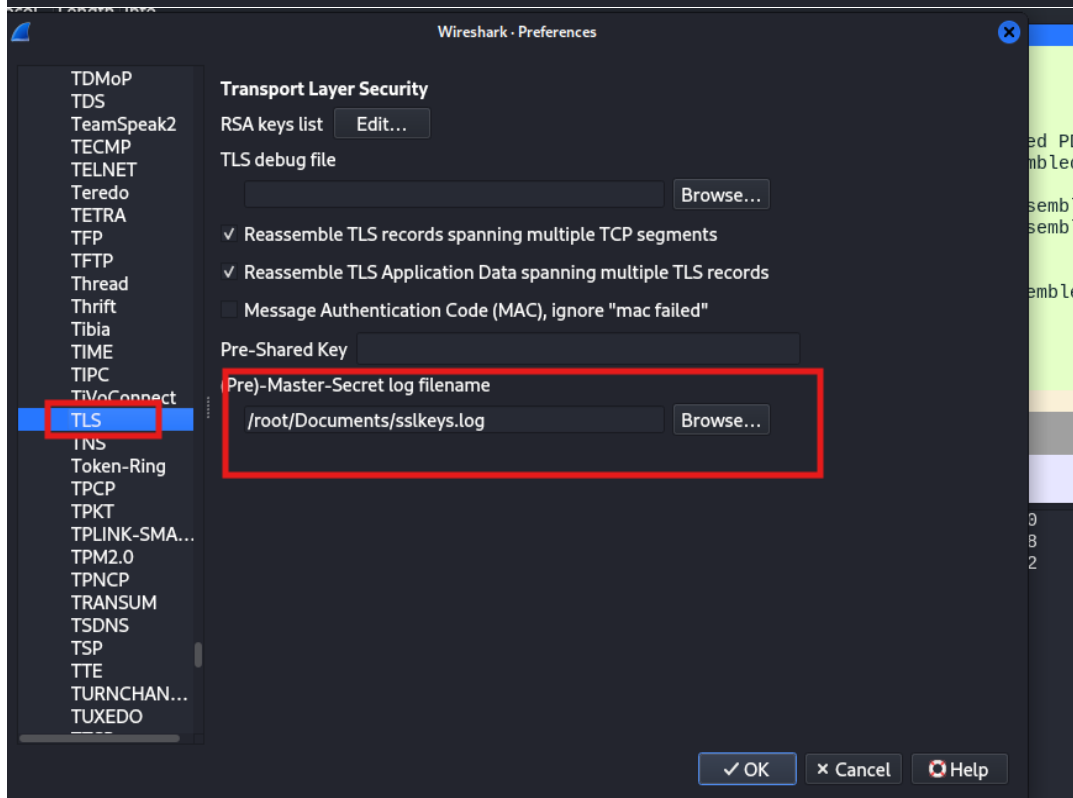 Wireshark · Preferences
TDMoP
TDS
TeamSpeak2
TECMP
TELNET
Teredo
TETRA
TFP
TFTP
Thread
Thrift
Tibia
TIME
TIPC
TiVoConnect
TLS
TNS
Token-Ring
TPCP
TPKT
TPLINK-SMA...
TPM2.0
TPNCP
TRANSUM
TSDNS
TSP
TTE
TURNCHAN...
TUXEDO
Transport Layer Security
RSA keys list Edit...
TLS debug file
Browse...
✓ Reassemble TLS records spanning multiple TCP segments
✓ Reassemble TLS Application Data spanning multiple TLS records
Message Authentication Code (MAC), ignore "mac failed"
Pre-Shared Key
(Pre)-Master-Secret log filename
/root/Documents/sslkeys.log Browse...
✓ OK × Cancel Help
0
8
2